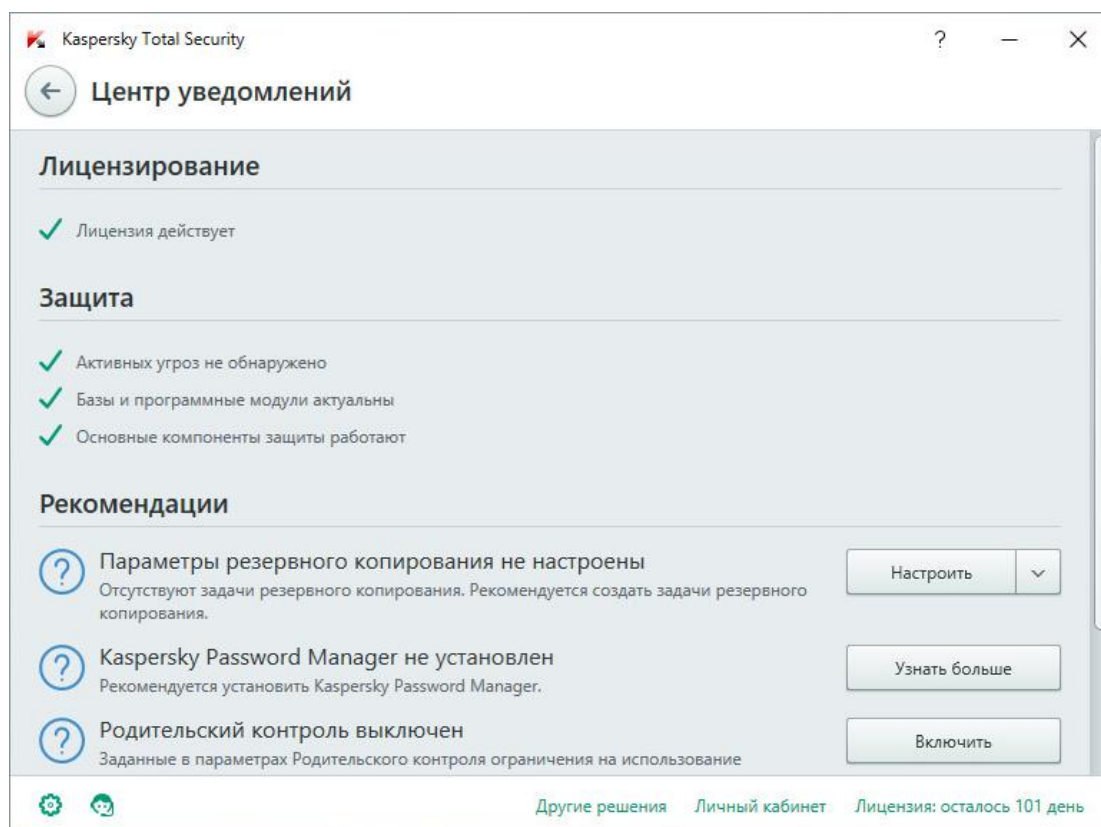 Kaspersky Total Security
Центр уведомлений
Лицензирование
Лицензия действует
Защита
Активных угроз не обнаружено
Базы и программные модули актуальны
Основные компоненты защиты работают
Рекомендации
Параметры резервного копирования не настроены
Отсутствуют задачи резервного копирования. Рекомендуется создать задачи резервного
копирования.
Настроить
Kaspersky Password Manager не установлен
Рекомендуется установить Kaspersky Password Manager.
Узнать больше
Родительский контроль выключен
Заданные в параметрах Родительского контроля ограничения на использование
Включить
Другие решения Личный кабинет Лицензия: осталось 101 день